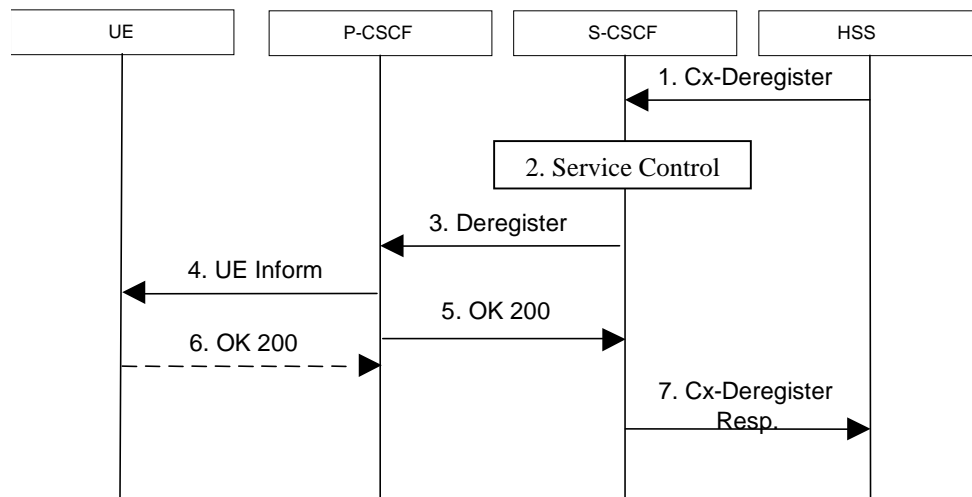 UE
P-CSCF
S-CSCF
HSS
1. Cx-Deregister
2. Service Control
3. Deregister
4. UE Inform
5. OK 200
6. OK 200
7. Cx-Deregister
Resp.